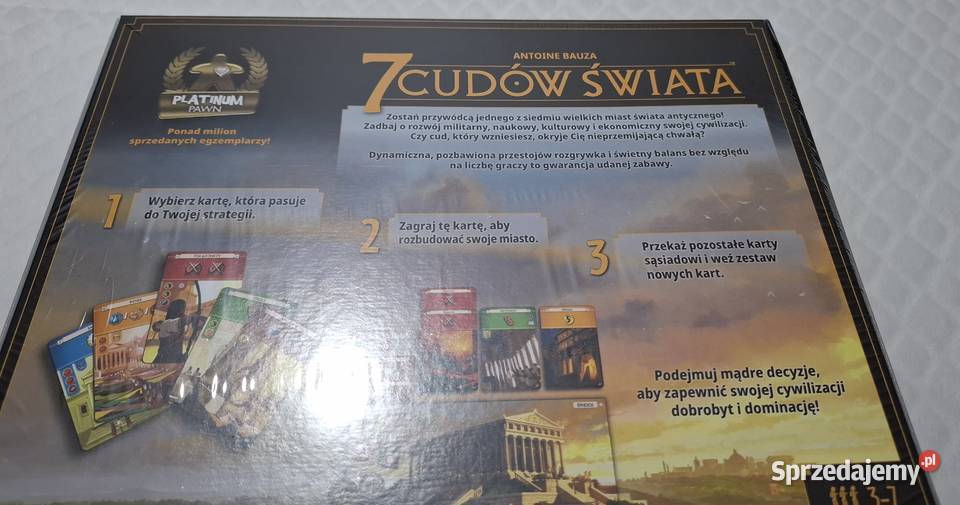 ANTOINE BAUZA
7 CUDÓW ŚWIATA
PLATINUM
PAWN
Ponad milion
sprzedanych egzemplarzy!
Zostań przywódcą jednego z siedmiu wielkich miast świata antycznego!
Zadbaj o rozwój militarny, naukowy, kulturowy i ekonomiczny swojej cywilizacji.
Czy cud, który wzniesiesz, okryje Cię nieprzemijającą chwałą?
Dynamiczna, pozbawiona przestojów rozgrywka i świetny balans bez względu
na liczbę graczy to gwarancja udanej zabawy.
1
Wybierz kartę, która pasuje
do Twojej strategii.
2
Zagraj tę kartę, aby
rozbudować swoje miasto.
3
Przekaż pozostałe karty
sąsiadowi i weź zestaw
nowych kart.
Podejmuj mądre decyzje,
aby zapewnić swojej cywilizacji
dobrobyt i dominację!
5
EPHESOS
3-7
Sprzedajemy.pl